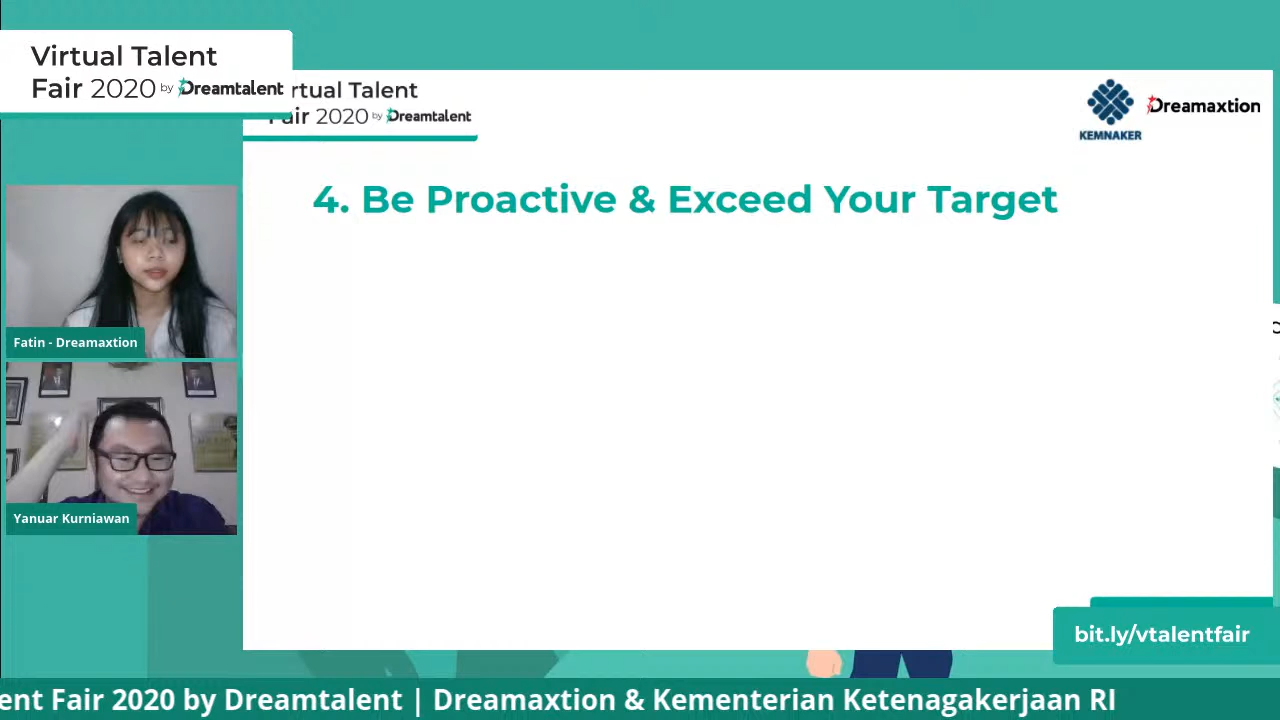 Virtual Talent
Fair 2020 by Dreamtalent
rtual Talent
Fair 2020 by Dreamtalent
KEMNAKER
Dreamaxtion
4. Be Proactive & Exceed Your Target
Fatin - Dreamaxtion
Yanuar Kurniawan
bit.ly/vtalentfair
ent Fair 2020 by Dreamtalent | Dreamaxtion & Kementerian Ketenagakerjaan RI